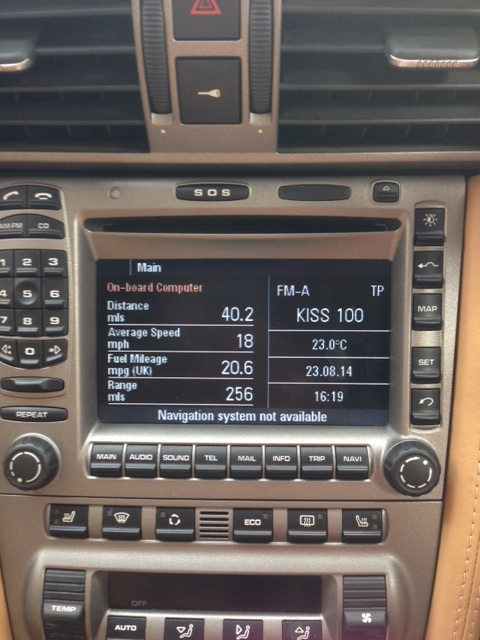 SOS
AM/FM CD
1 2 3
4 5 6
7 8 9
0
REPEAT
Main
On-board Computer
Distance
mls 40.2
Average Speed
mph 18
Fuel Mileage
mpg (UK) 20.6
Range
mls 256
FM-A TP
KISS 100
23.0°C
23.08.14
16:19
Navigation system not available
MAP
SET
MAIN AUDIO SOUND TEL MAIL INFO TRIP NAVI
ECO
TEMP
OFF
AUTO